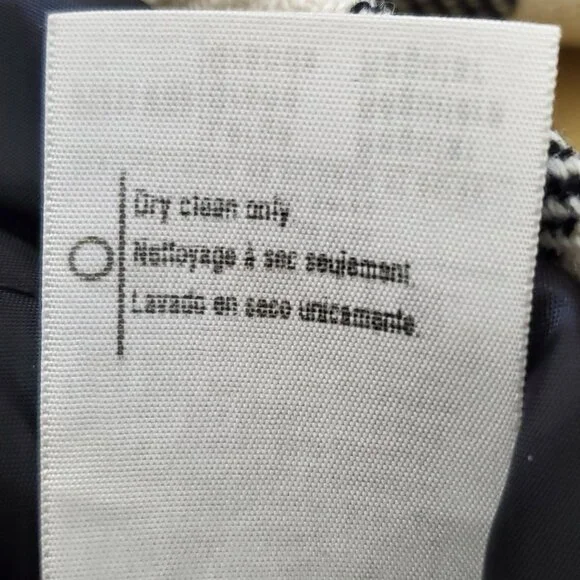 Dry clean only
Nettoyage à sec seulement
Lavado en seco unicamente.